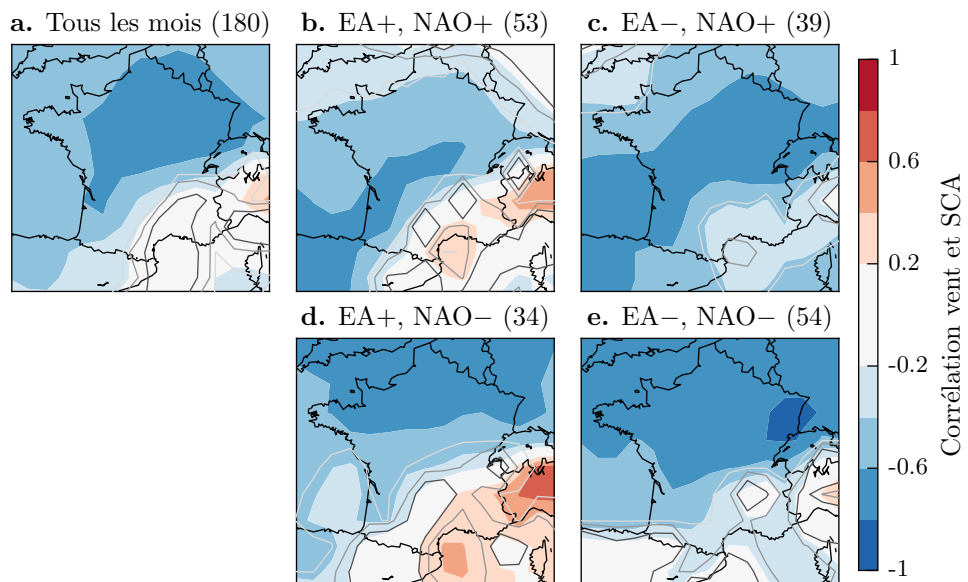 a. Tous les mois (180)
b. EA+, NAO+ (53)
c. EA−, NAO+ (39)
d. EA+, NAO− (34)
e. EA−, NAO− (54)
1
0.6
0.2
-0.2
-0.6
-1
Corrélation vent et SCA